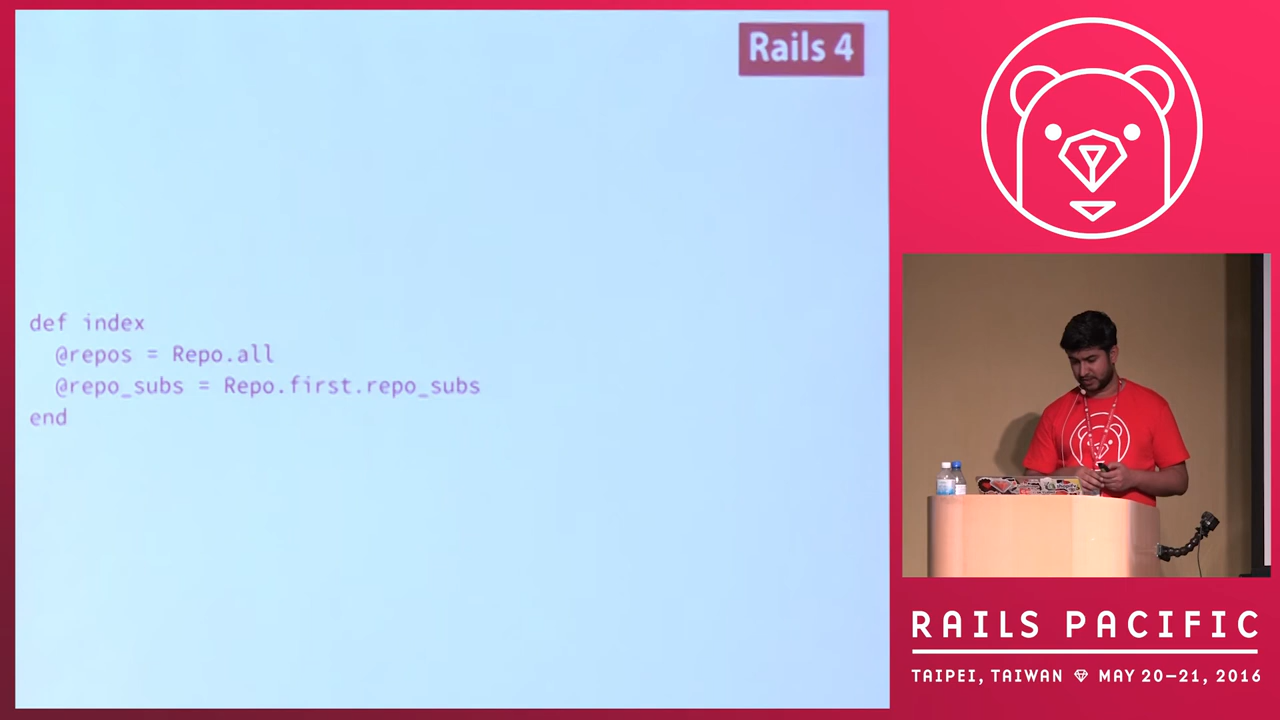 Rails 4
def index
@repos = Repo.all
@repo_subs = Repo.first.repo_subs
end
RAILS PACIFIC
TAIPEI, TAIWAN MAY 20–21, 2016